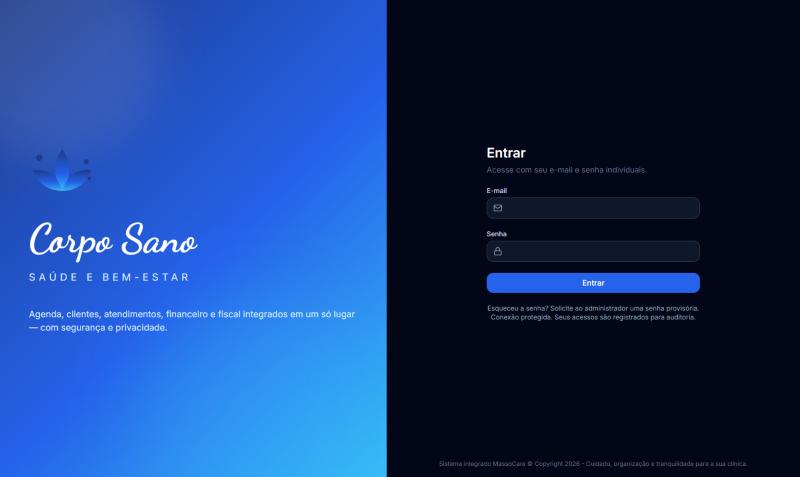 Corpo Sano
SAÚDE E BEM-ESTAR
Agenda, clientes, atendimentos, financeiro e fiscal integrados em um só lugar
— com segurança e privacidade.
Entrar
Acesse com seu e-mail e senha individuais.
E-mail
Senha
Entrar
Esqueceu a senha? Solicite ao administrador uma senha provisória.
Conexão protegida. Seus acessos são registrados para auditoria.
Sistema integrado MassoCare © Copyright 2026 - Cuidado, organização e tranquilidade para a sua clínica.